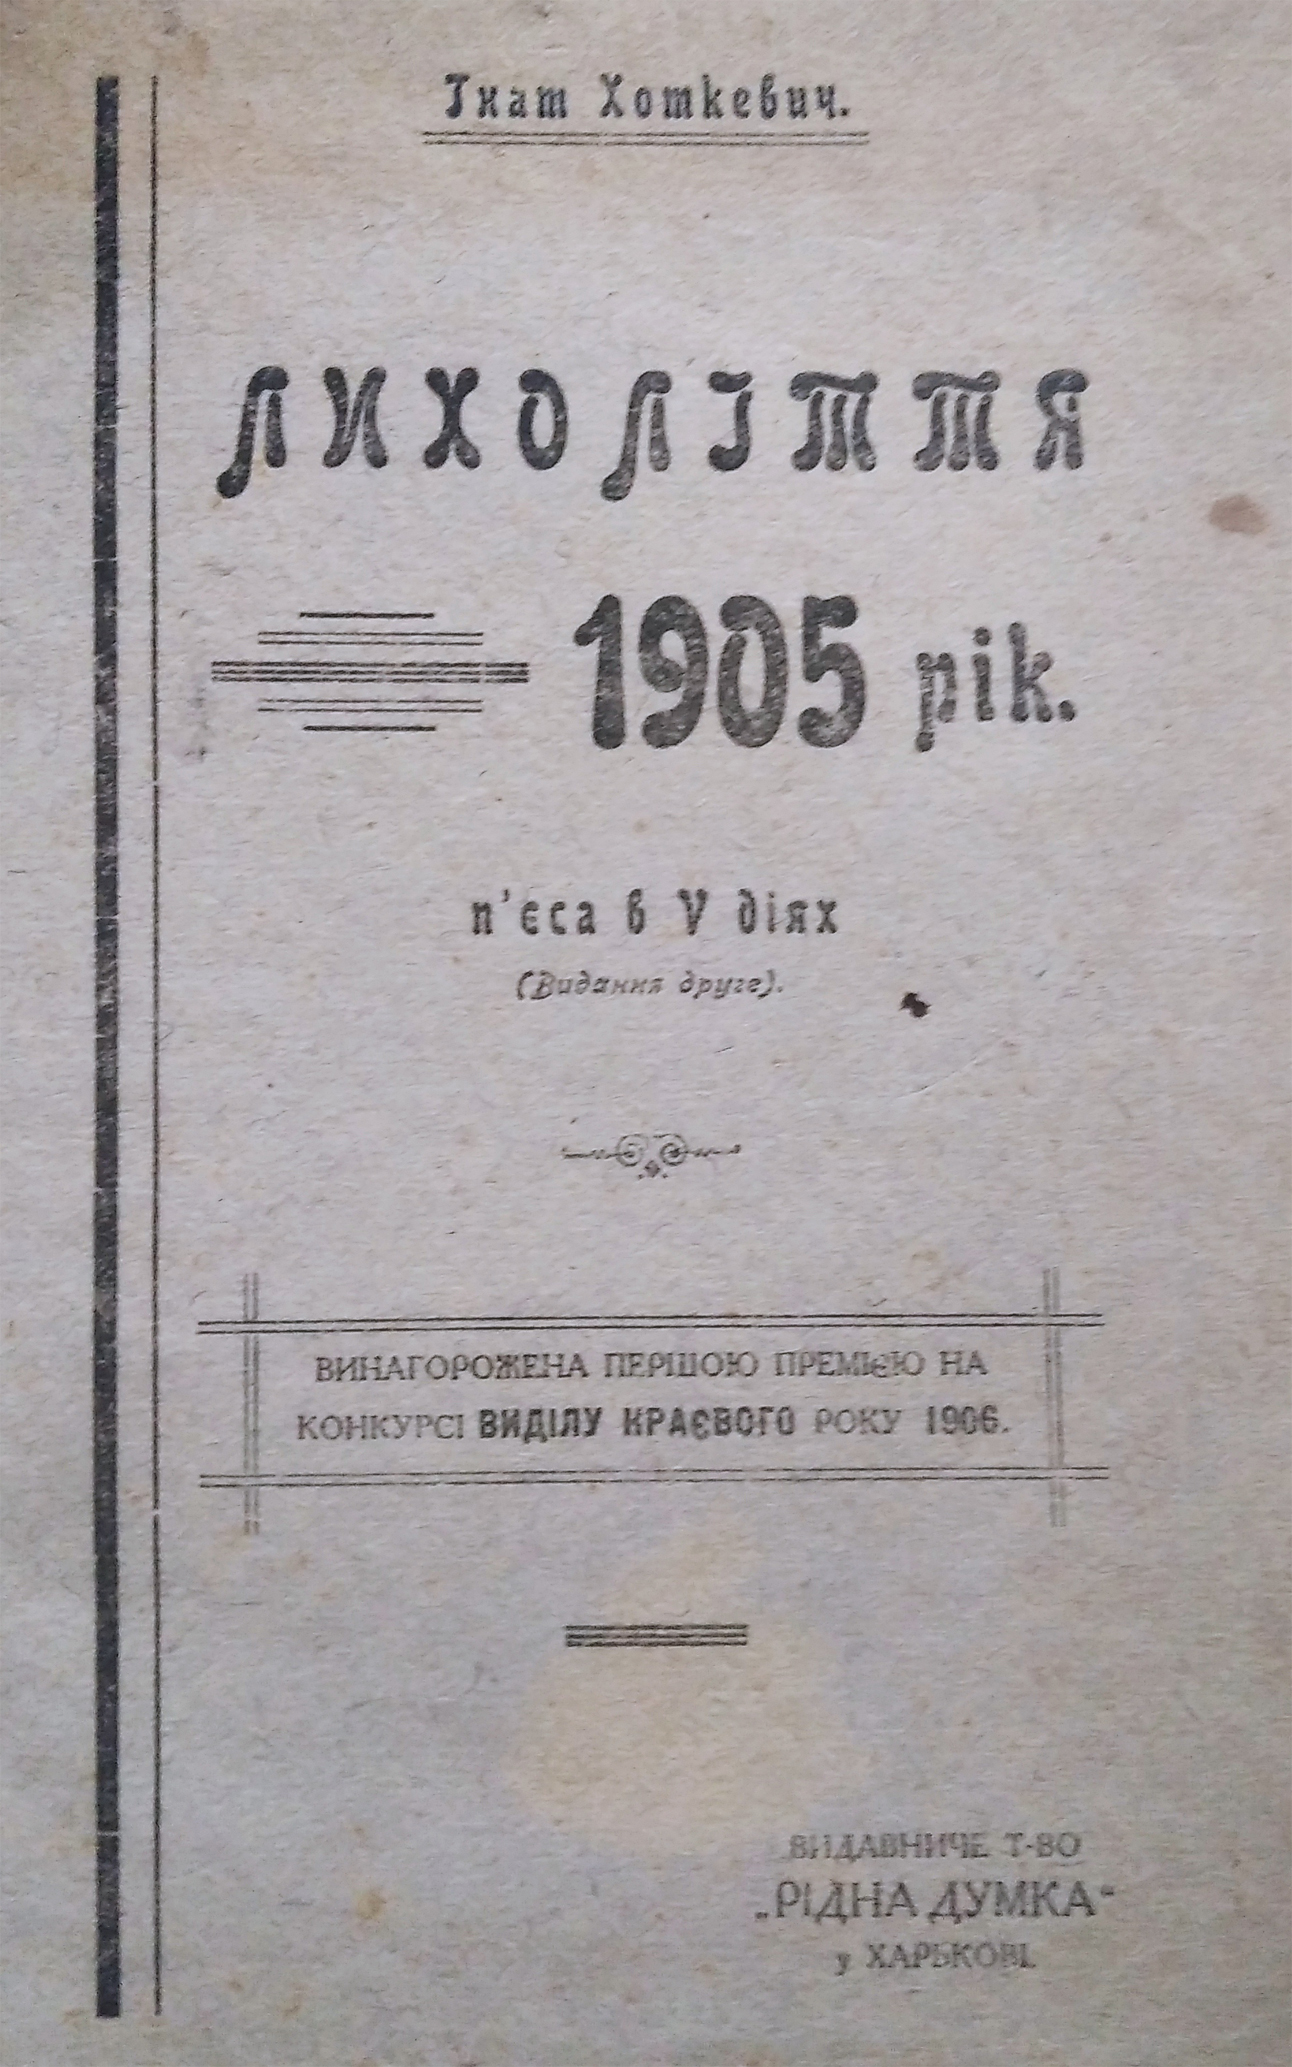 Гнат Хоткевич.
ЛИХОЛІТТЯ
1905 рік.
п'єса в V діях
(Видання друге).
ВИНАГОРОЖЕНА ПЕРШОЮ ПРЕМІЄЮ НА
КОНКУРСІ ВИДІЛУ КРАЄВОГО РОКУ 1906.
ВИДАВНИЧЕ Т-ВО
„РІДНА ДУМКА“
у ХАРЬКОВІ.